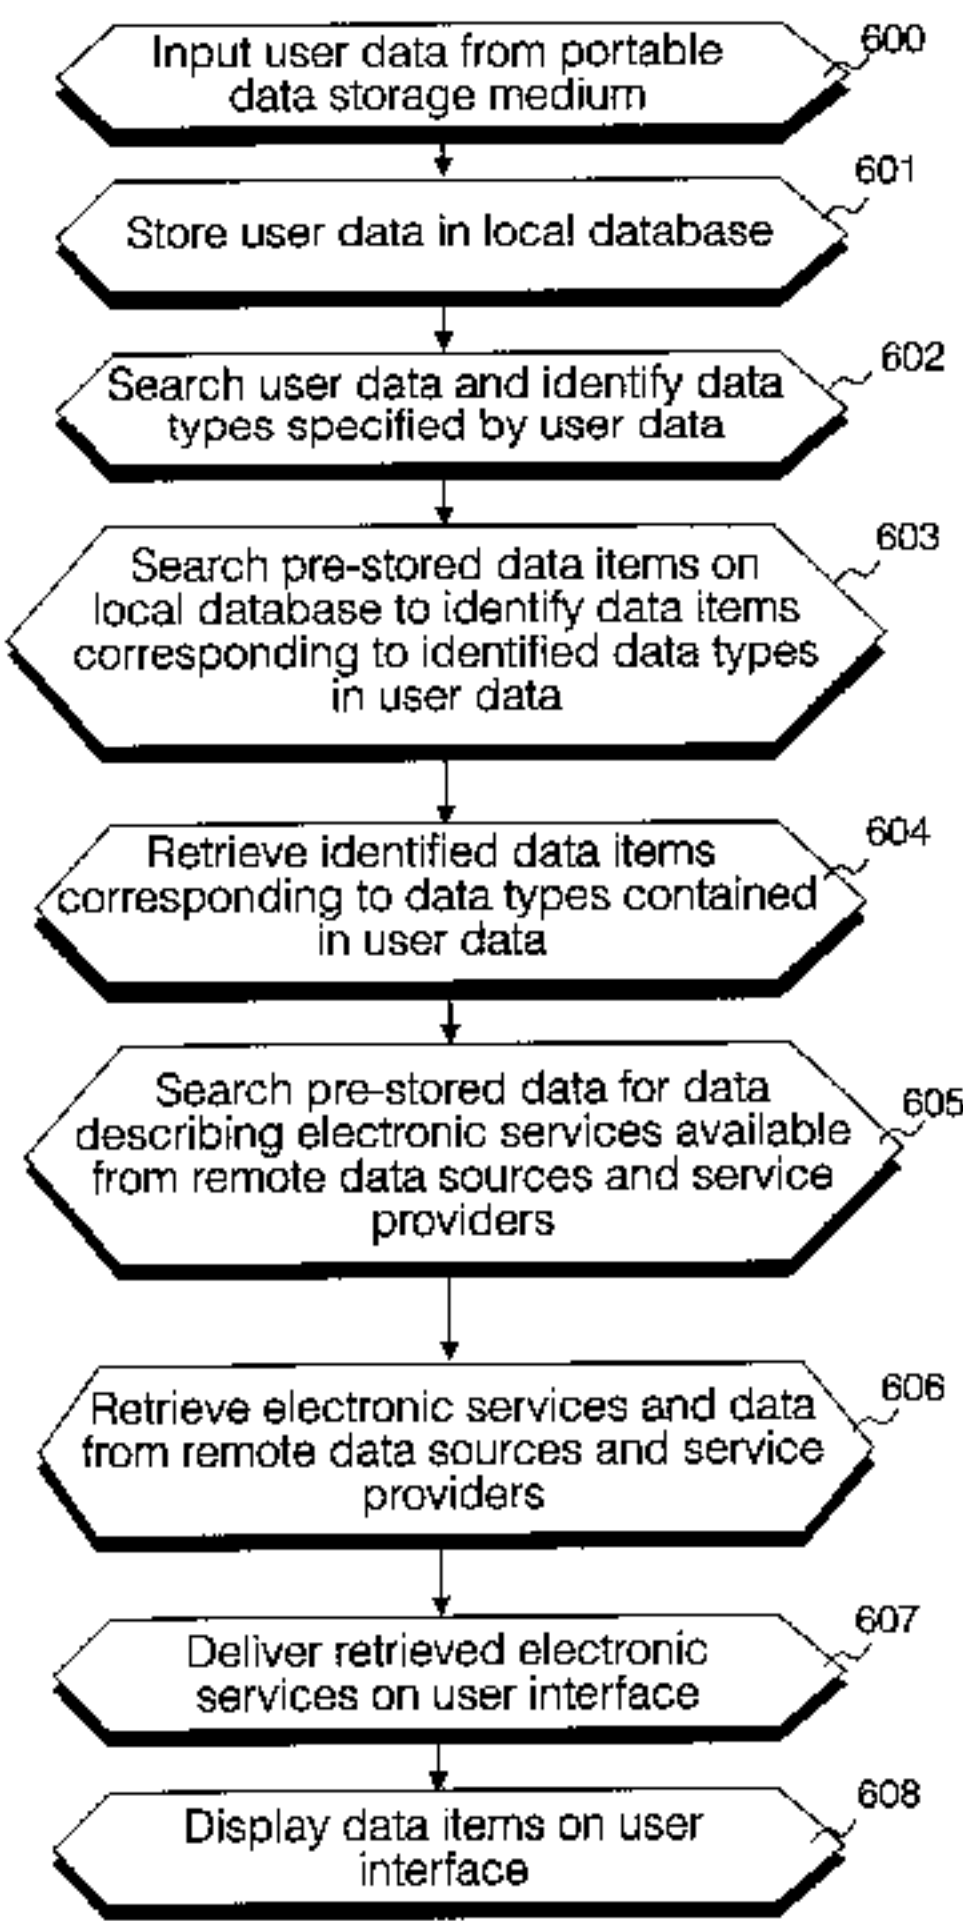 Input user data from portable
data storage medium
600
Store user data in local database
601
Search user data and identify data
types specified by user data
602
Search pre-stored data items on
local database to identify data items
corresponding to identified data types
in user data
603
Retrieve identified data items
corresponding to data types contained
in user data
604
Search pre-stored data for data
describing electronic services available
from remote data sources and service
providers
605
Retrieve electronic services and data
from remote data sources and service
providers
606
Deliver retrieved electronic
services on user interface
607
Display data items on user
interface
608